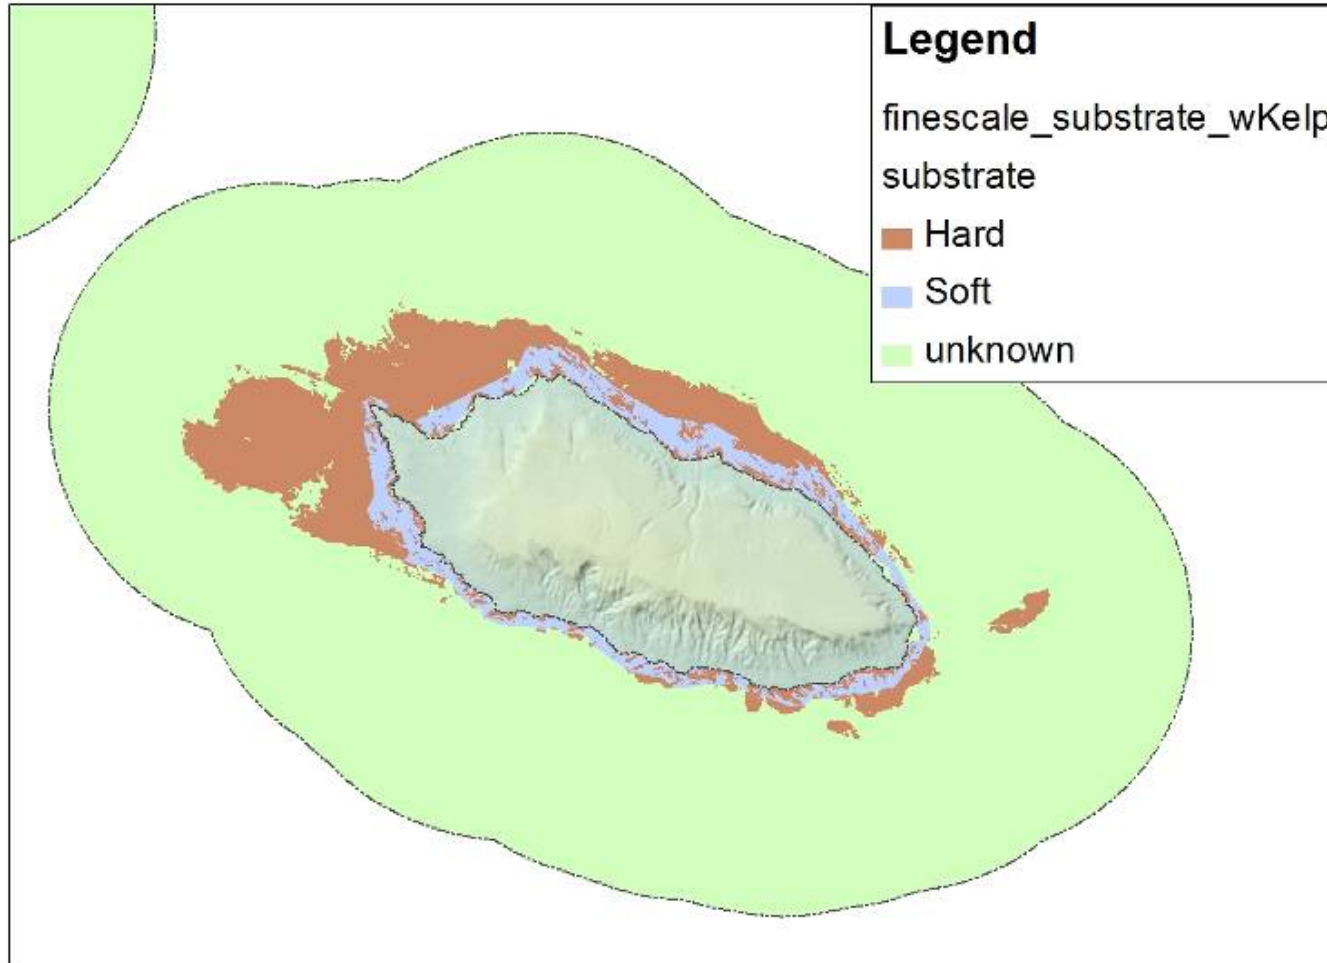 Legend
finescale_substrate_wKelp
substrate
Hard
Soft
unknown